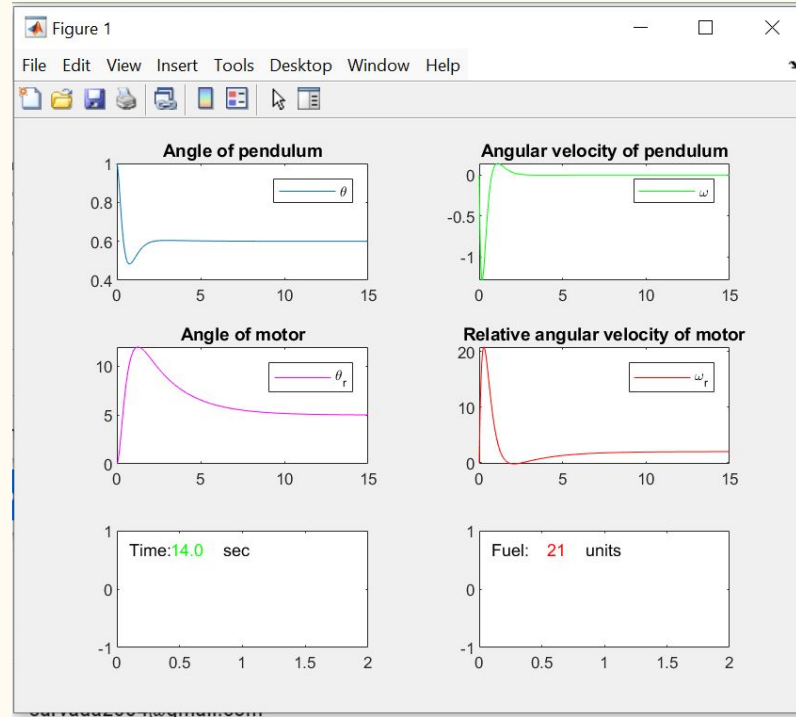 Figure 1
File Edit View Insert Tools Desktop Window Help
Angle of pendulum
1
0.8
0.6
0.4
0 5 10 15
θ
Angular velocity of pendulum
0
-0.5
-1
0 5 10 15
ω
Angle of motor
10
5
0
0 5 10 15
θr
Relative angular velocity of motor
20
10
0
0 5 10 15
ωr
1
0
-1
0 0.5 1 1.5 2
Time:14.0 sec
1
0
-1
0 0.5 1 1.5 2
Fuel: 21 units